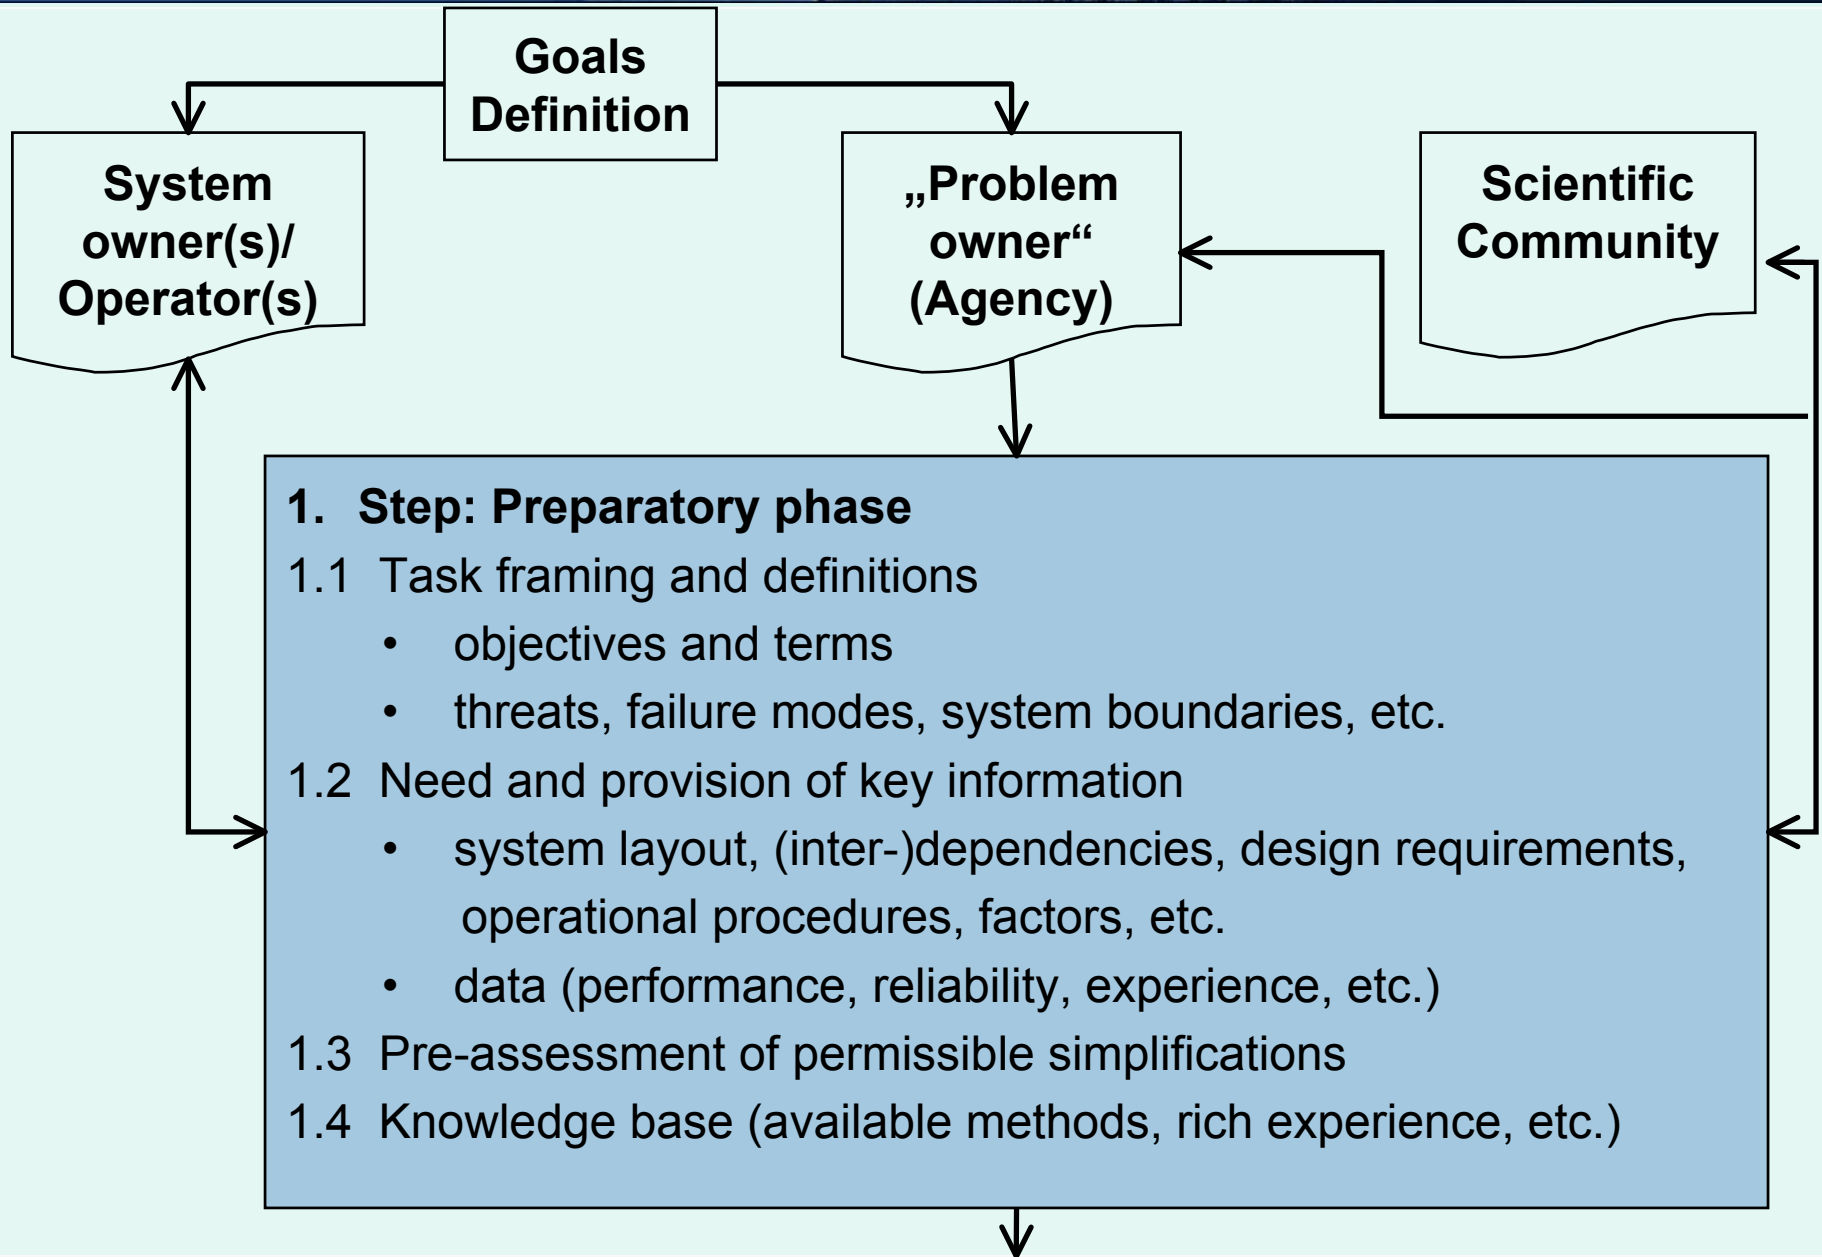 Goals
Definition
System
owner(s)/
Operator(s)
„Problem
owner“
(Agency)
Scientific
Community
1. Step: Preparatory phase
1.1 Task framing and definitions
• objectives and terms
• threats, failure modes, system boundaries, etc.
1.2 Need and provision of key information
• system layout, (inter-)dependencies, design requirements,
operational procedures, factors, etc.
• data (performance, reliability, experience, etc.)
1.3 Pre-assessment of permissible simplifications
1.4 Knowledge base (available methods, rich experience, etc.)